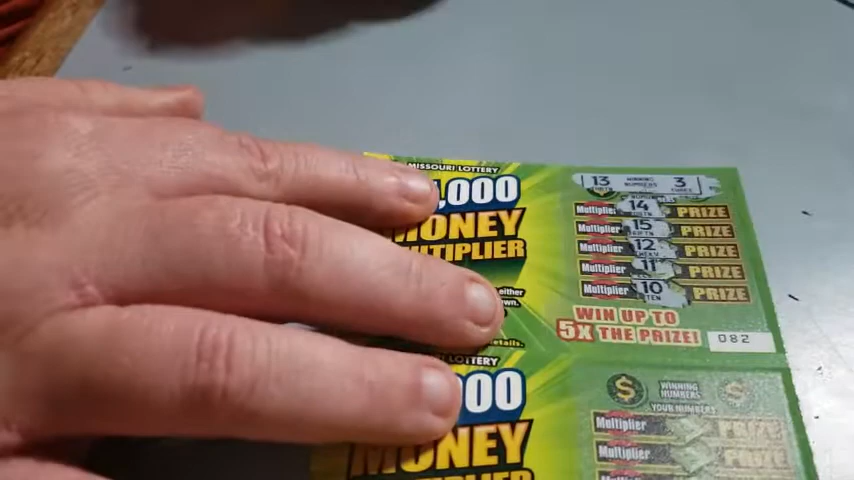 MISSOURI LOTTERY
,000
MONEY
MULTIPLIER
either
details.
13 WINNING NUMBERS 3
14
Multiplier PRIZE
15
Multiplier PRIZE
12
Multiplier PRIZE
11
Multiplier PRIZE
10
TEN
Multiplier PRIZE
WIN UP TO
5X THE PRIZE!
082
LOTTERY
000
MONEY
WINNING
NUMBERS
YOUR NUMBERS
Multiplier PRIZE
Multiplier PRIZE
Multiplier